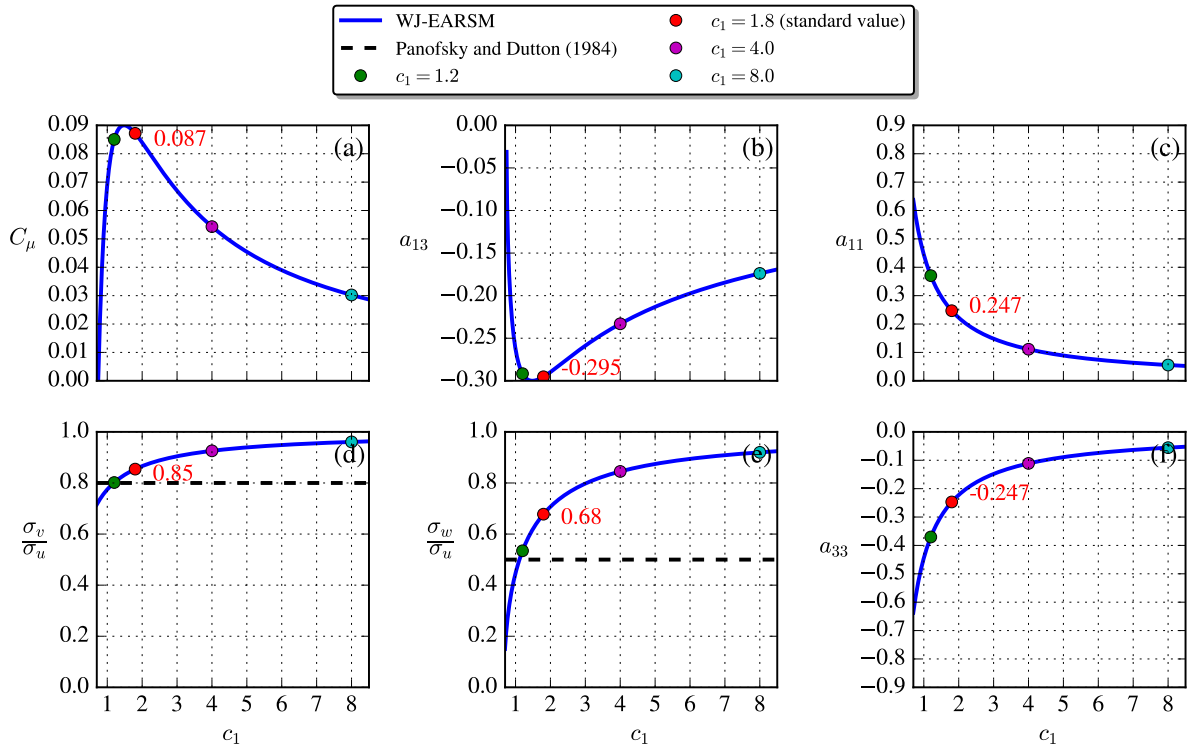 WJ-EARSM
Panofsky and Dutton (1984)
c₁ = 1.2
c₁ = 1.8 (standard value)
c₁ = 4.0
c₁ = 8.0
0.09
0.08
0.07
0.06
0.05
0.04
0.03
0.02
0.01
0.00
C_μ
0.087
(a)
0.00
−0.05
−0.10
−0.15
−0.20
−0.25
−0.30
a₁₃
-0.295
(b)
0.9
0.8
0.7
0.6
0.5
0.4
0.3
0.2
0.1
0.0
a₁₁
0.247
(c)
1.0
0.8
0.6
0.4
0.2
0.0
σ_v
σ_u
0.85
(d)
1 2 3 4 5 6 7 8
c₁
1.0
0.8
0.6
0.4
0.2
0.0
σ_w
σ_u
0.68
(e)
1 2 3 4 5 6 7 8
c₁
0.0
−0.1
−0.2
−0.3
−0.4
−0.5
−0.6
−0.7
−0.8
−0.9
a₃₃
-0.247
(f)
1 2 3 4 5 6 7 8
c₁